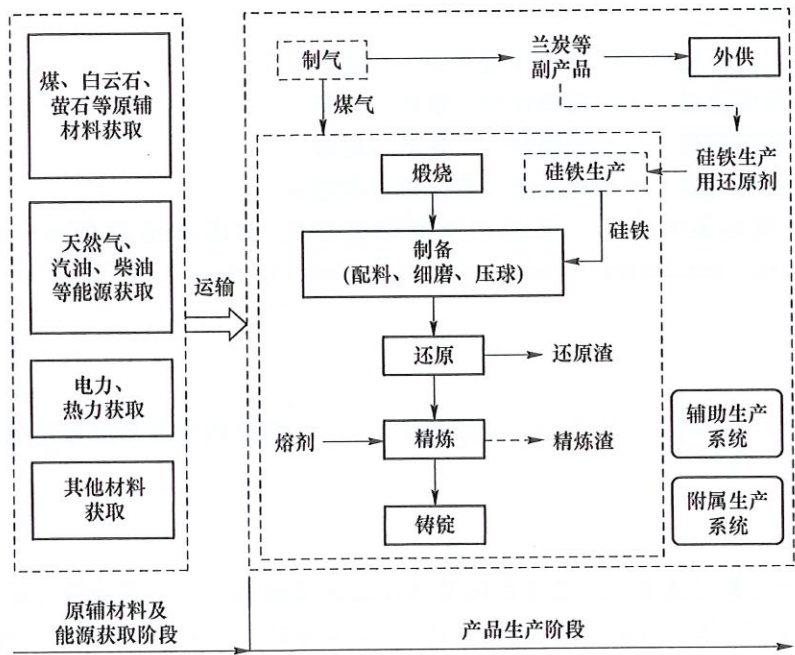 煤、白云石、
萤石等原辅
材料获取
天然气、
汽油、柴油
等能源获取
电力、
热力获取
其他材料
获取
运输
制气
兰炭等
副产品
外供
煤气
硅铁生产
用还原剂
煅烧
硅铁生产
硅铁
制备
(配料、细磨、压球)
还原
还原渣
熔剂
精炼
精炼渣
铸锭
辅助生产
系统
附属生产
系统
原辅材料及
能源获取阶段
产品生产阶段